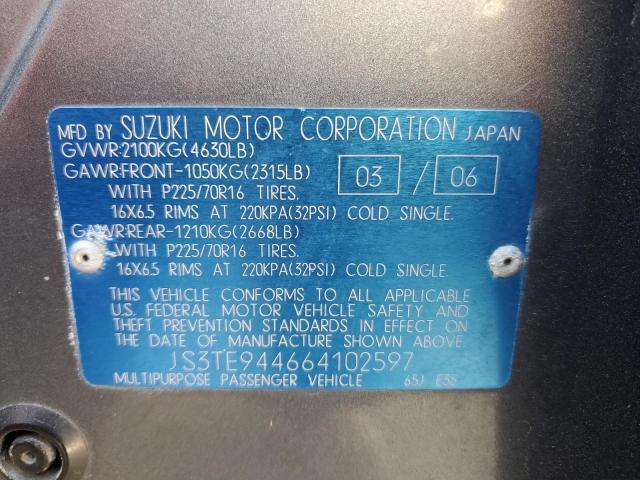 MFD BY SUZUKI MOTOR CORPORATION JAPAN
GVWR:2100KG(4630LB)
GAWR:FRONT-1050KG(2315LB) 03 / 06
WITH P225/70R16 TIRES.
16X6.5 RIMS AT 220KPA(32PSI) COLD SINGLE.
GAWR:REAR-1210KG(2668LB)
WITH P225/70R16 TIRES.
16X6.5 RIMS AT 220KPA(32PSI) COLD SINGLE.
THIS VEHICLE CONFORMS TO ALL APPLICABLE
U.S. FEDERAL MOTOR VEHICLE SAFETY AND
THEFT PREVENTION STANDARDS IN EFFECT ON
THE DATE OF MANUFACTURE SHOWN ABOVE.
JS3TE944664102597
MULTIPURPOSE PASSENGER VEHICLE 65J E33